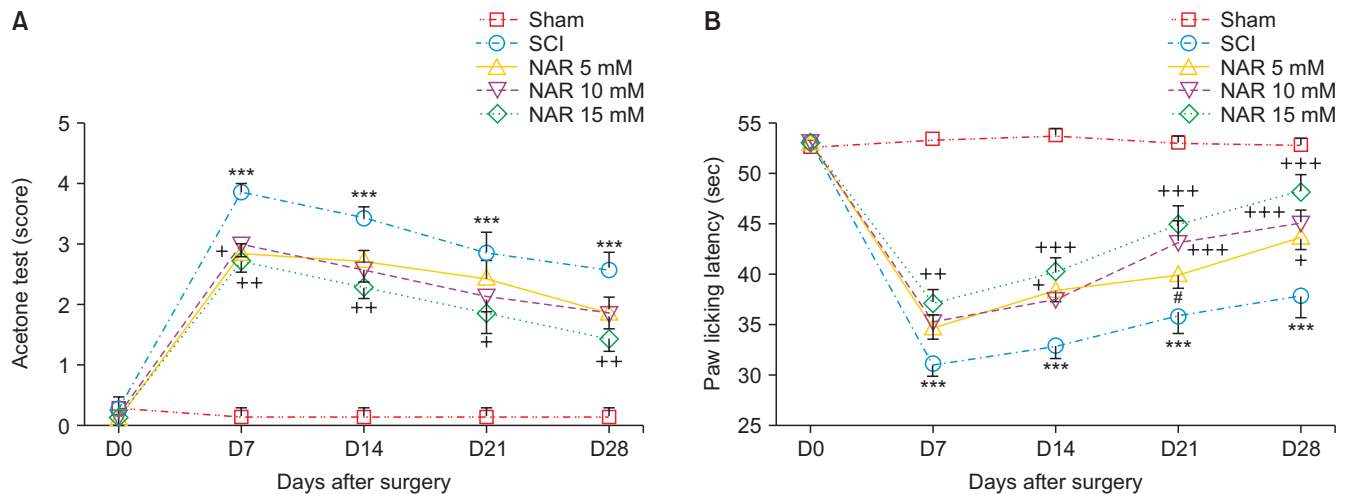 A
Sham
SCI
NAR 5 mM
NAR 10 mM
NAR 15 mM
Acetone test (score)
5
4
3
2
1
0
***
***
***
***
+
++
++
+
++
D0 D7 D14 D21 D28
Days after surgery
B
Sham
SCI
NAR 5 mM
NAR 10 mM
NAR 15 mM
Paw licking latency (sec)
55
50
45
40
35
30
25
+++
+++
+++
+++
+++
++
+
+
#
***
***
***
***
D0 D7 D14 D21 D28
Days after surgery